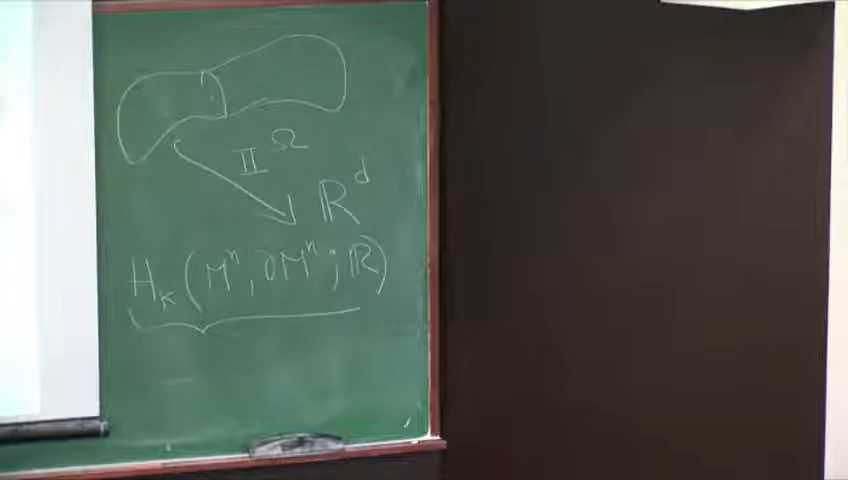 II Ω
ℝ^d
H_k(M^n, ∂M^n; ℝ)